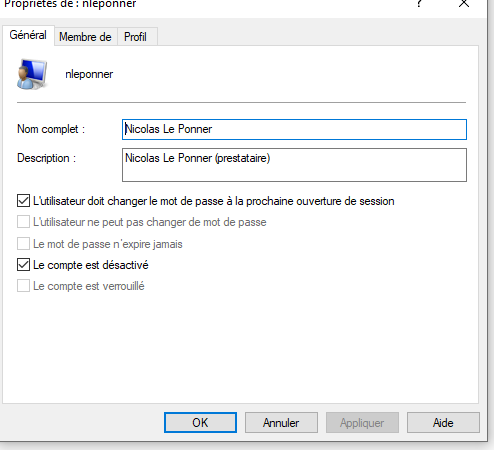 Propriétés de : nleponner
?
Général
Membre de
Profil
nleponner
Nom complet :
Nicolas Le Ponner
Description :
Nicolas Le Ponner (prestataire)
L'utilisateur doit changer le mot de passe à la prochaine ouverture de session
L'utilisateur ne peut pas changer de mot de passe
Le mot de passe n'expire jamais
Le compte est désactivé
Le compte est verrouillé
OK
Annuler
Appliquer
Aide